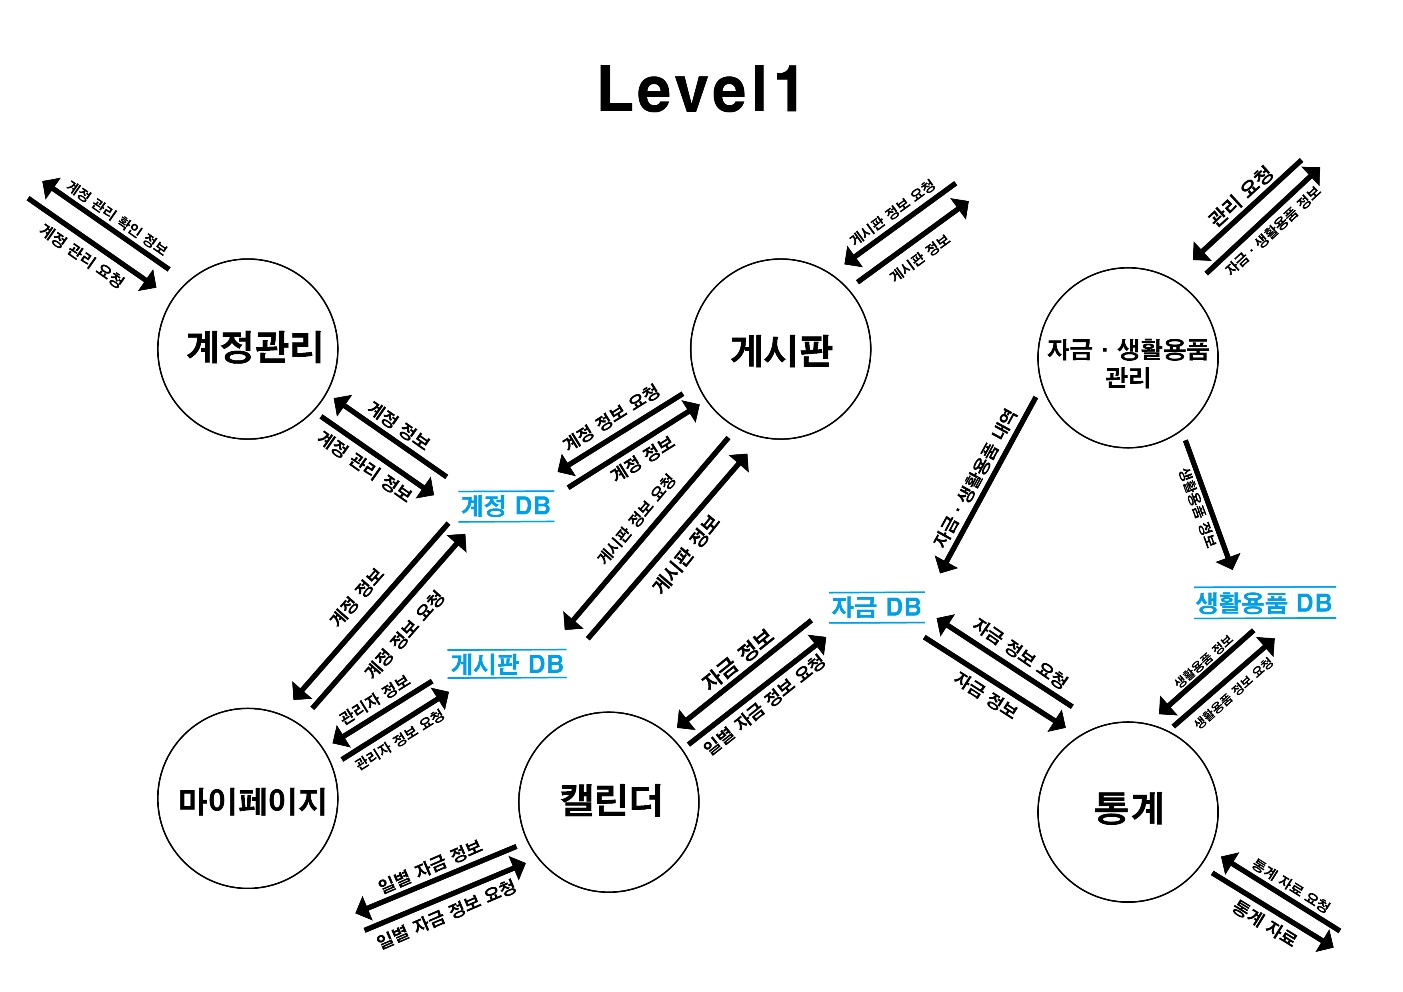 Level1
계정 관리 확인 정보
계정 관리 요청
게시판 정보 요청
게시판 정보
관리 요청
자금 · 생활용품 정보
계정관리
게시판
자금 · 생활용품
관리
계정 정보
계정 관리 정보
계정 정보 요청
계정 정보
자금 · 생활용품 내역
생활용품 정보
계정 DB
게시판 정보 요청
게시판 정보
계정 정보
계정 정보 요청
자금 DB
생활용품 DB
게시판 DB
관리자 정보
관리자 정보 요청
자금 정보
일별 자금 정보 요청
자금 정보 요청
자금 정보
생활용품 정보
생활용품 정보 요청
마이페이지
캘린더
통계
일별 자금 정보
일별 자금 정보 요청
통계 자료 요청
통계 자료